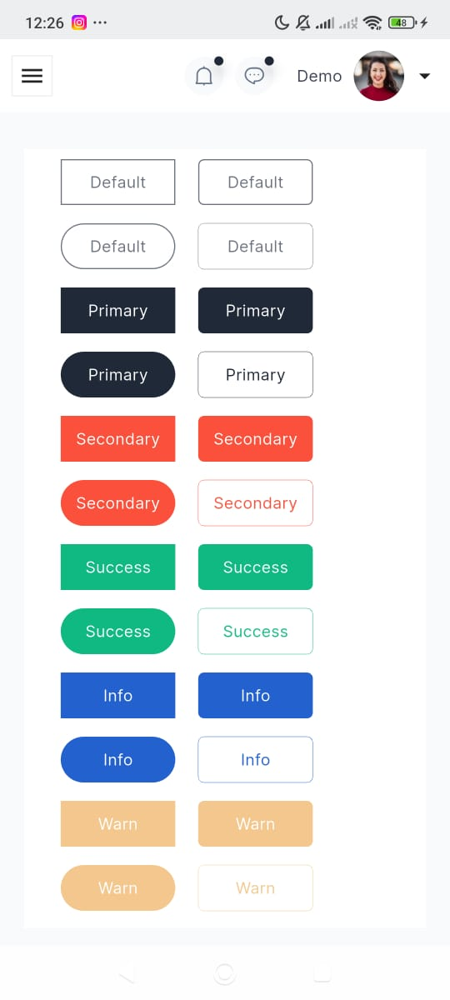 12:26
48
Demo
Default Default
Default Default
Primary Primary
Primary Primary
Secondary Secondary
Secondary Secondary
Success Success
Success Success
Info Info
Info Info
Warn Warn
Warn Warn